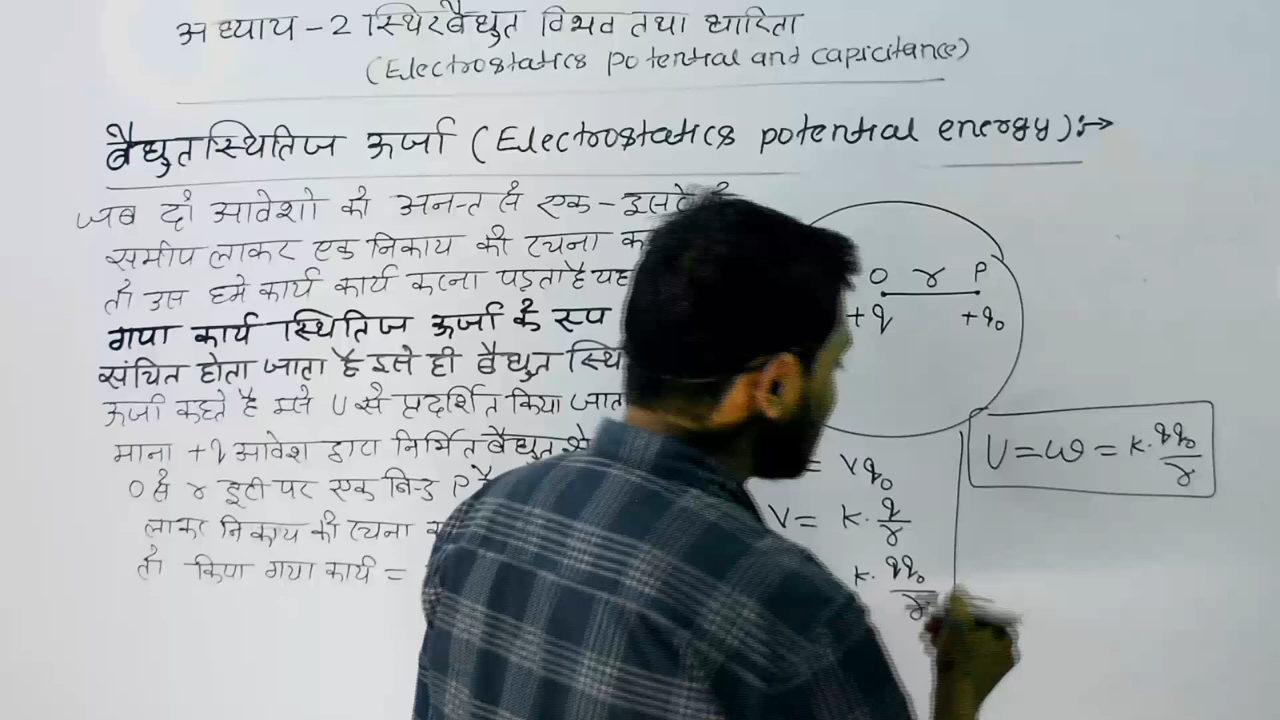 अध्याय - 2 स्थिरवैद्युत विभव तथा धारिता
(Electrostatics potential and capicitance)
वैद्युत स्थितिज ऊर्जा (Electrostatics potential energy) :→
जब दो आवेशो को अनन्त से एक - दूसरे के
समीप लाकर एक निकाय की रचना
तो उस हमे कार्य कार्य करना पड़ता है यह
गया कार्य स्थितिज ऊर्जा के रूप
संचित होता जाता है इसे ही वैद्युत
ऊर्जा कहते है इसे U से प्रदर्शित किया
माना +q आवेश द्वारा निर्मित वैद्युत
O से r दूरी पर एक बिन्दु P है
लाकर निकाय की रचना
तो किया गया कार्य =
O r P
+q +q₀
= Vq₀
V = K. q/r
K. qq₀/r
U = W = K. qq₀/r